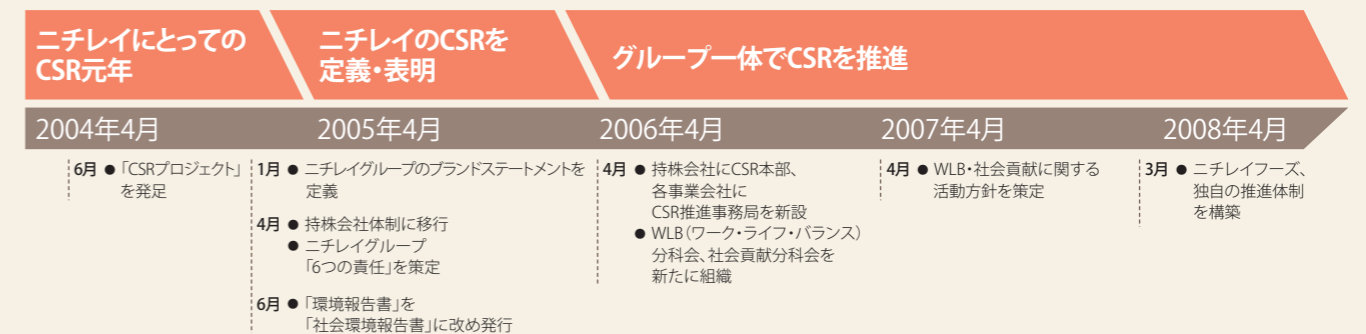 ニチレイにとっての
CSR元年
ニチレイのCSRを
定義・表明
グループ一体でCSRを推進
2004年4月
2005年4月
2006年4月
2007年4月
2008年4月
6月 ● 「CSRプロジェクト」
を発足
1月 ● ニチレイグループのブランドステートメントを
定義
4月 ● 持株会社体制に移行
● ニチレイグループ
「6つの責任」を策定
6月 ● 「環境報告書」を
「社会環境報告書」に改め発行
4月 ● 持株会社にCSR本部、
各事業会社に
CSR推進事務局を新設
● WLB(ワーク・ライフ・バランス)
分科会、社会貢献分科会を
新たに組織
4月 ● WLB・社会貢献に関する
活動方針を策定
3月 ● ニチレイフーズ、
独自の推進体制
を構築